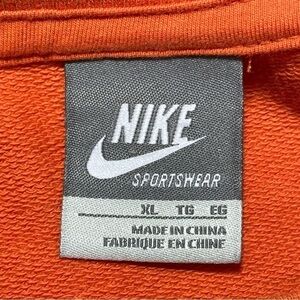 NIKE
SPORTSWEAR
XL TG EG
MADE IN CHINA
FABRIQUÉ EN CHINE